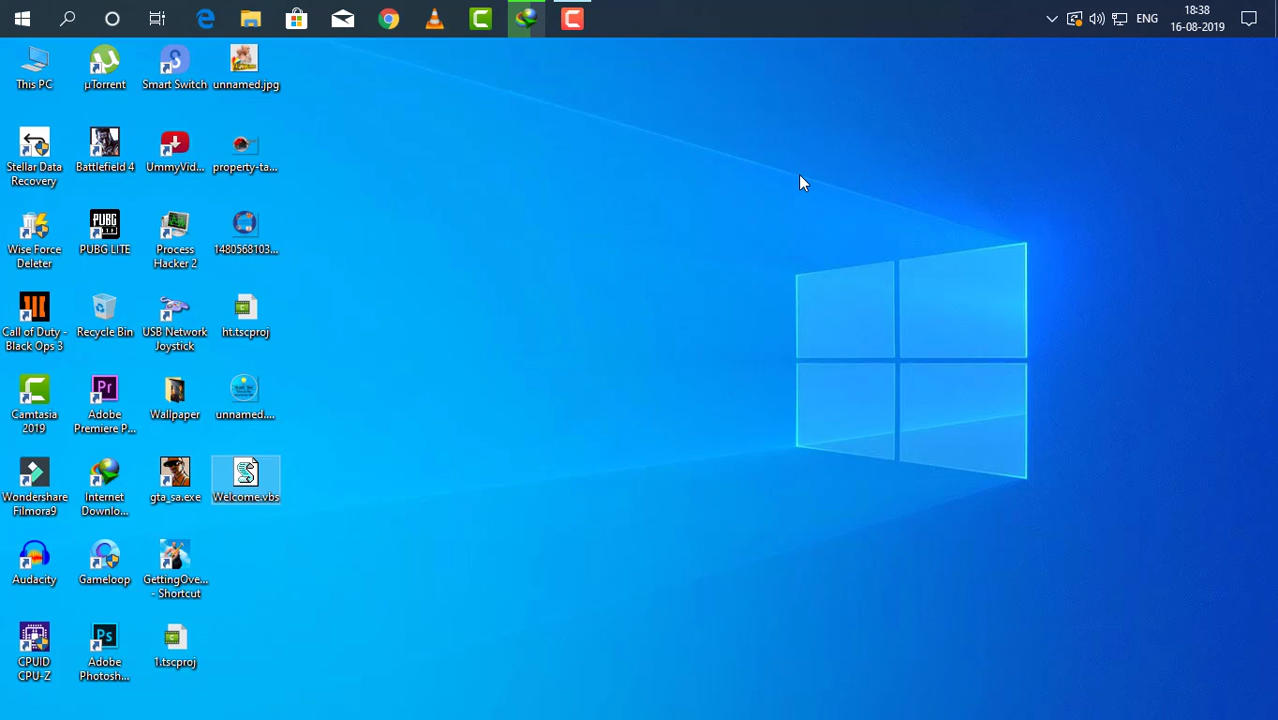 ENG
18:38
16-08-2019
This PC
µTorrent
Smart Switch
unnamed.jpg
Stellar Data
Recovery
Battlefield 4
UmmyVid...
property-ta...
Wise Force
Deleter
PUBG LITE
Process
Hacker 2
1480568103...
Call of Duty -
Black Ops 3
Recycle Bin
USB Network
Joystick
ht.tscproj
Camtasia
2019
Adobe
Premiere P...
Wallpaper
unnamed....
Wondershare
Filmora9
Internet
Downlo...
gta_sa.exe
Welcome.vbs
Audacity
Gameloop
GettingOve...
- Shortcut
CPUID
CPU-Z
Adobe
Photosh...
1.tscproj